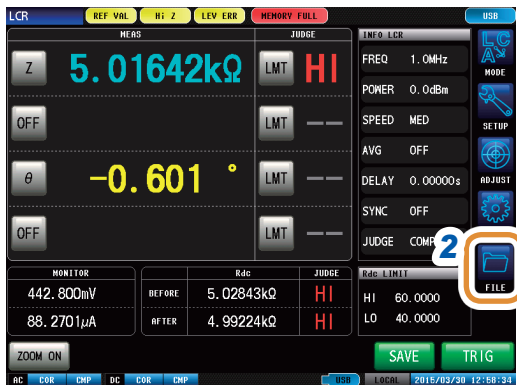 LCR REF VAL Hi Z LEV ERR MEMORY FULL USB
MEAS JUDGE
Z 5.01642kΩ LMT HI
OFF LMT --
θ -0.601 ° LMT --
OFF LMT --
INFO LCR
FREQ 1.0MHz
POWER 0.0dBm
SPEED MED
AVG OFF
DELAY 0.00000s
SYNC OFF
JUDGE COMP
LC
R
MODE
SETUP
ADJUST
2
FILE
MONITOR
442.800mV
88.2701μA
Rdc JUDGE
BEFORE 5.02843kΩ HI
AFTER 4.99224kΩ HI
Rdc LIMIT
HI 60.0000
LO 40.0000
ZOOM ON SAVE TRIG
AC COR CMP DC COR CMP USB LOCAL 2015/03/30 12:58:34